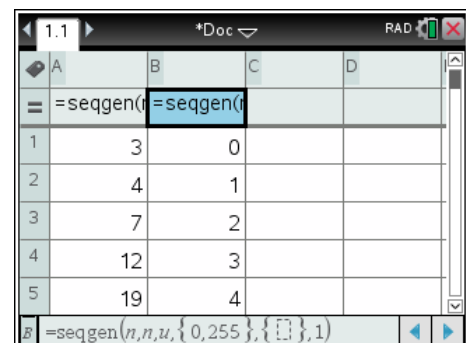 1.1 *Doc RAD
A B C D
= =seqgen(r =seqgen(r
1 3 0
2 4 1
3 7 2
4 12 3
5 19 4
B =seqgen(n,n,u,{0,255},{⬚},1)